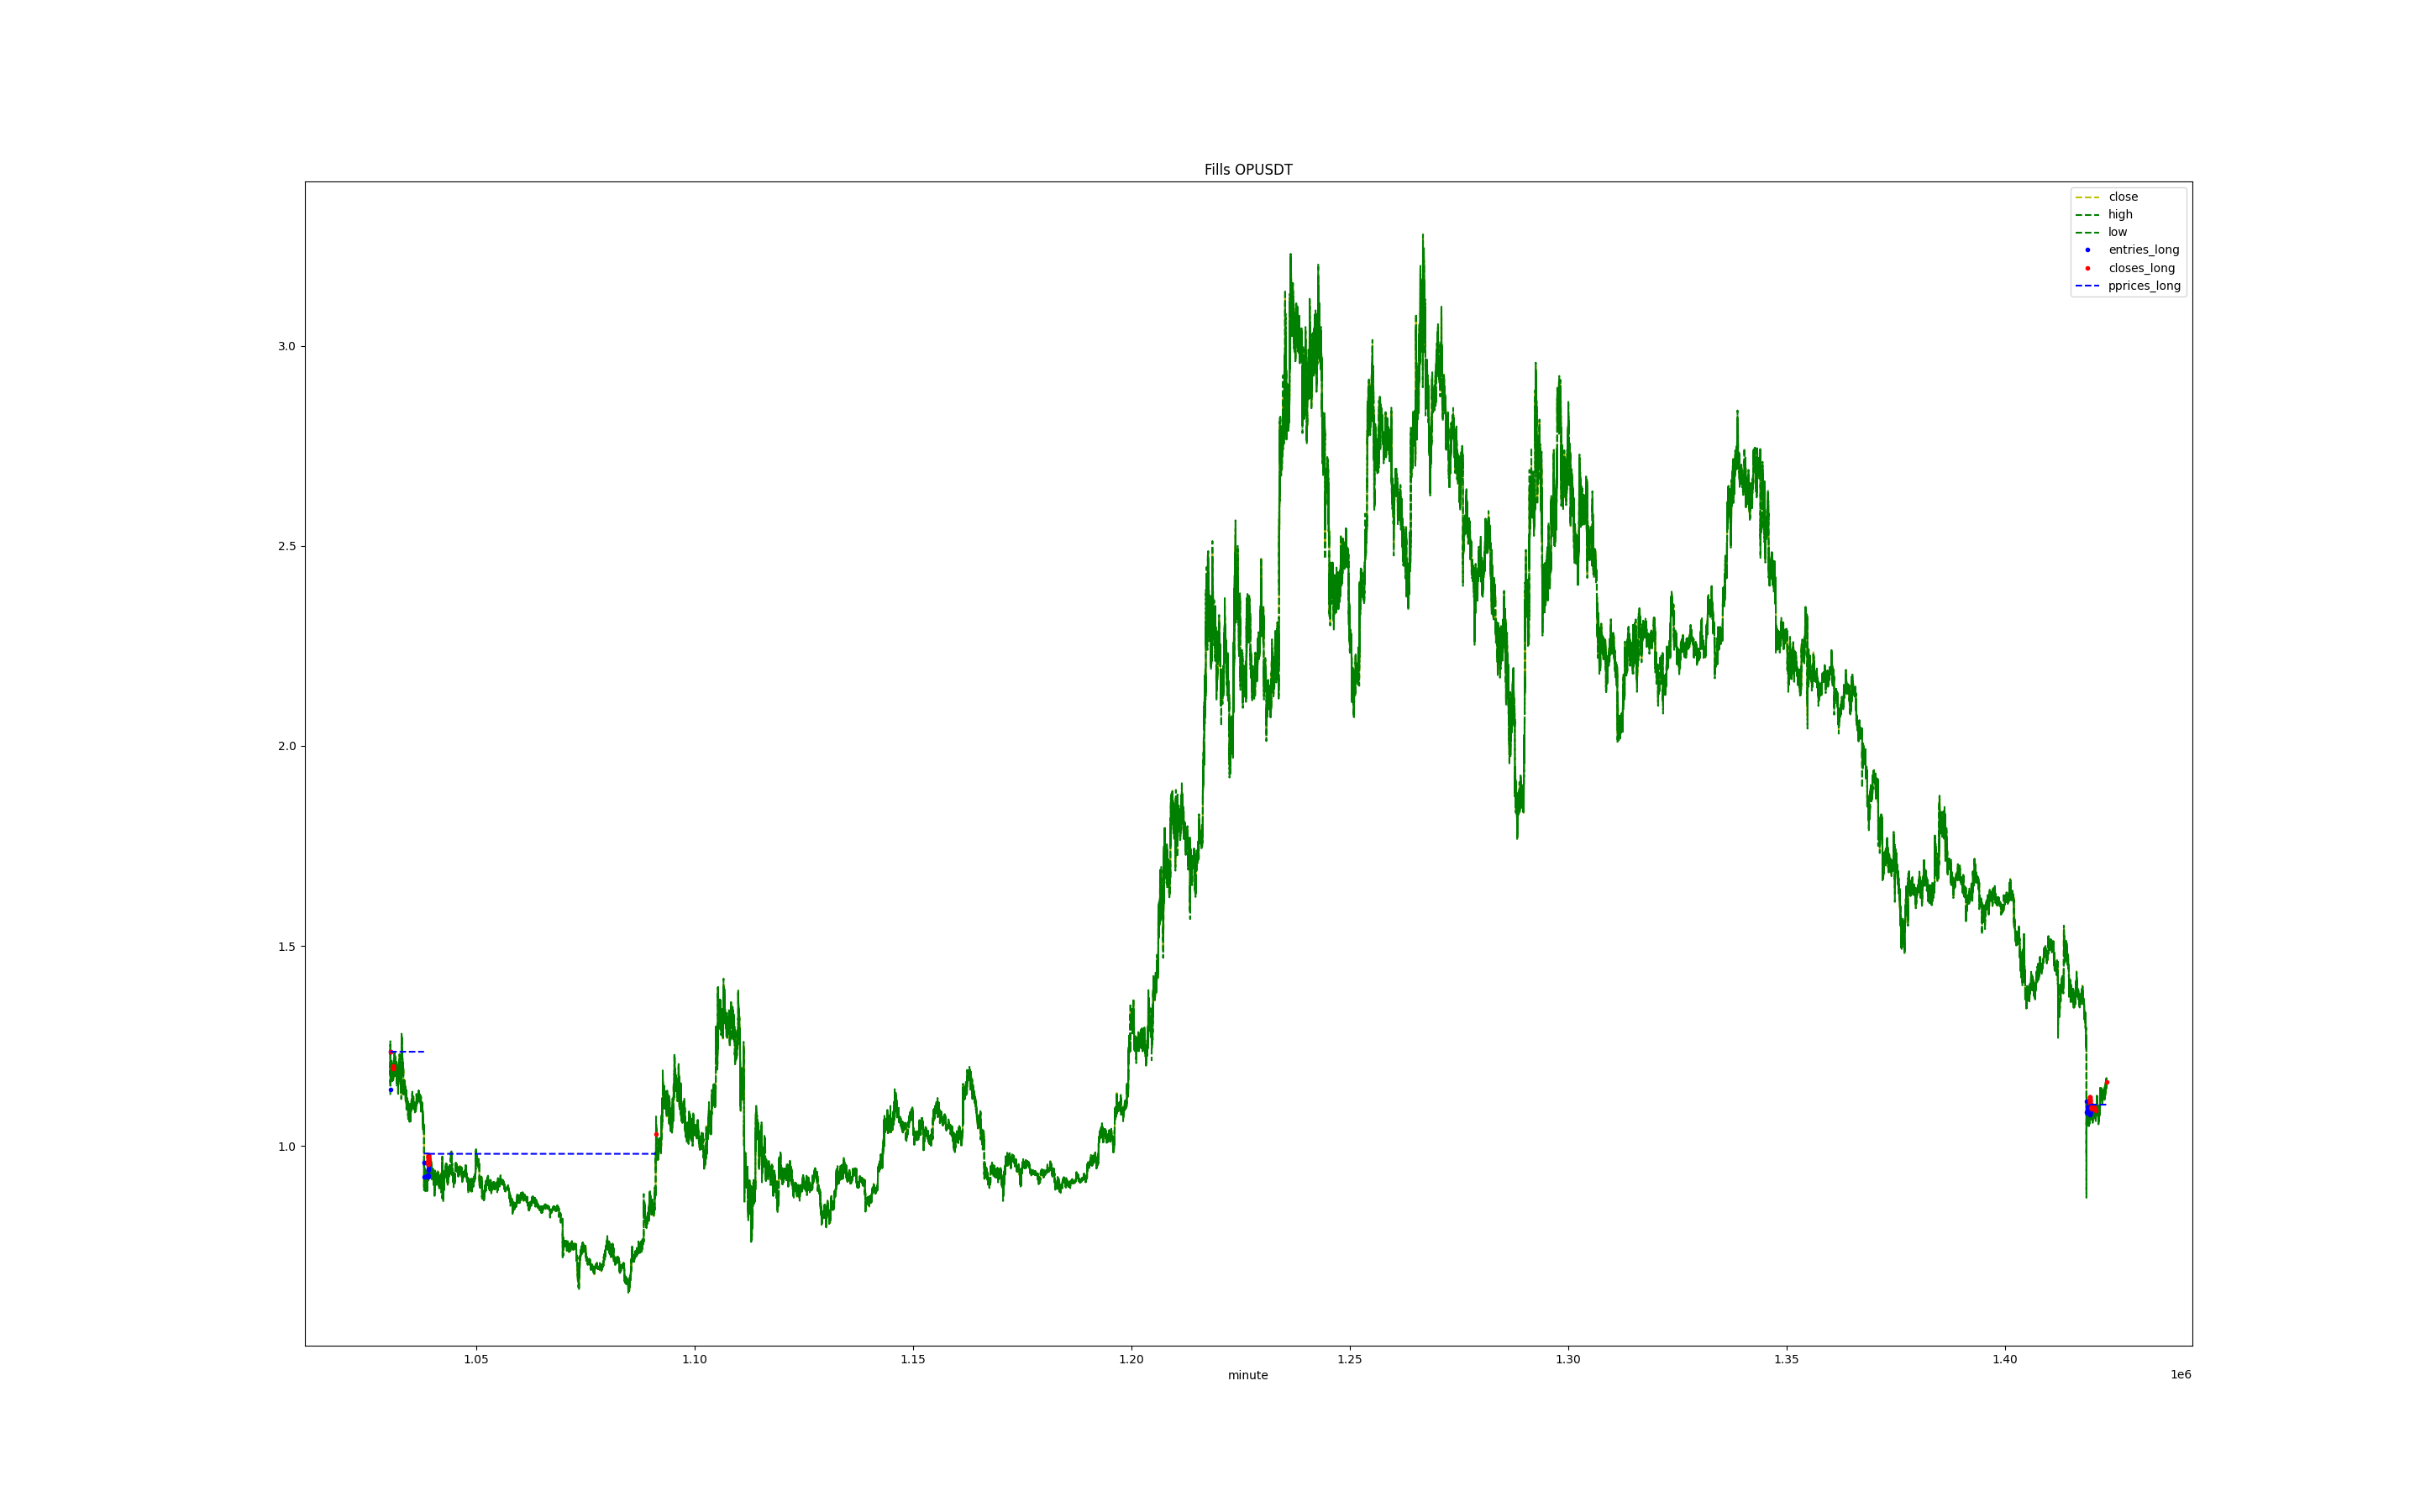 Fills OPUSDT
close
high
low
entries_long
closes_long
pprices_long
3.0
2.5
2.0
1.5
1.0
1.05
1.10
1.15
1.20
1.25
1.30
1.35
1.40
minute
1e6